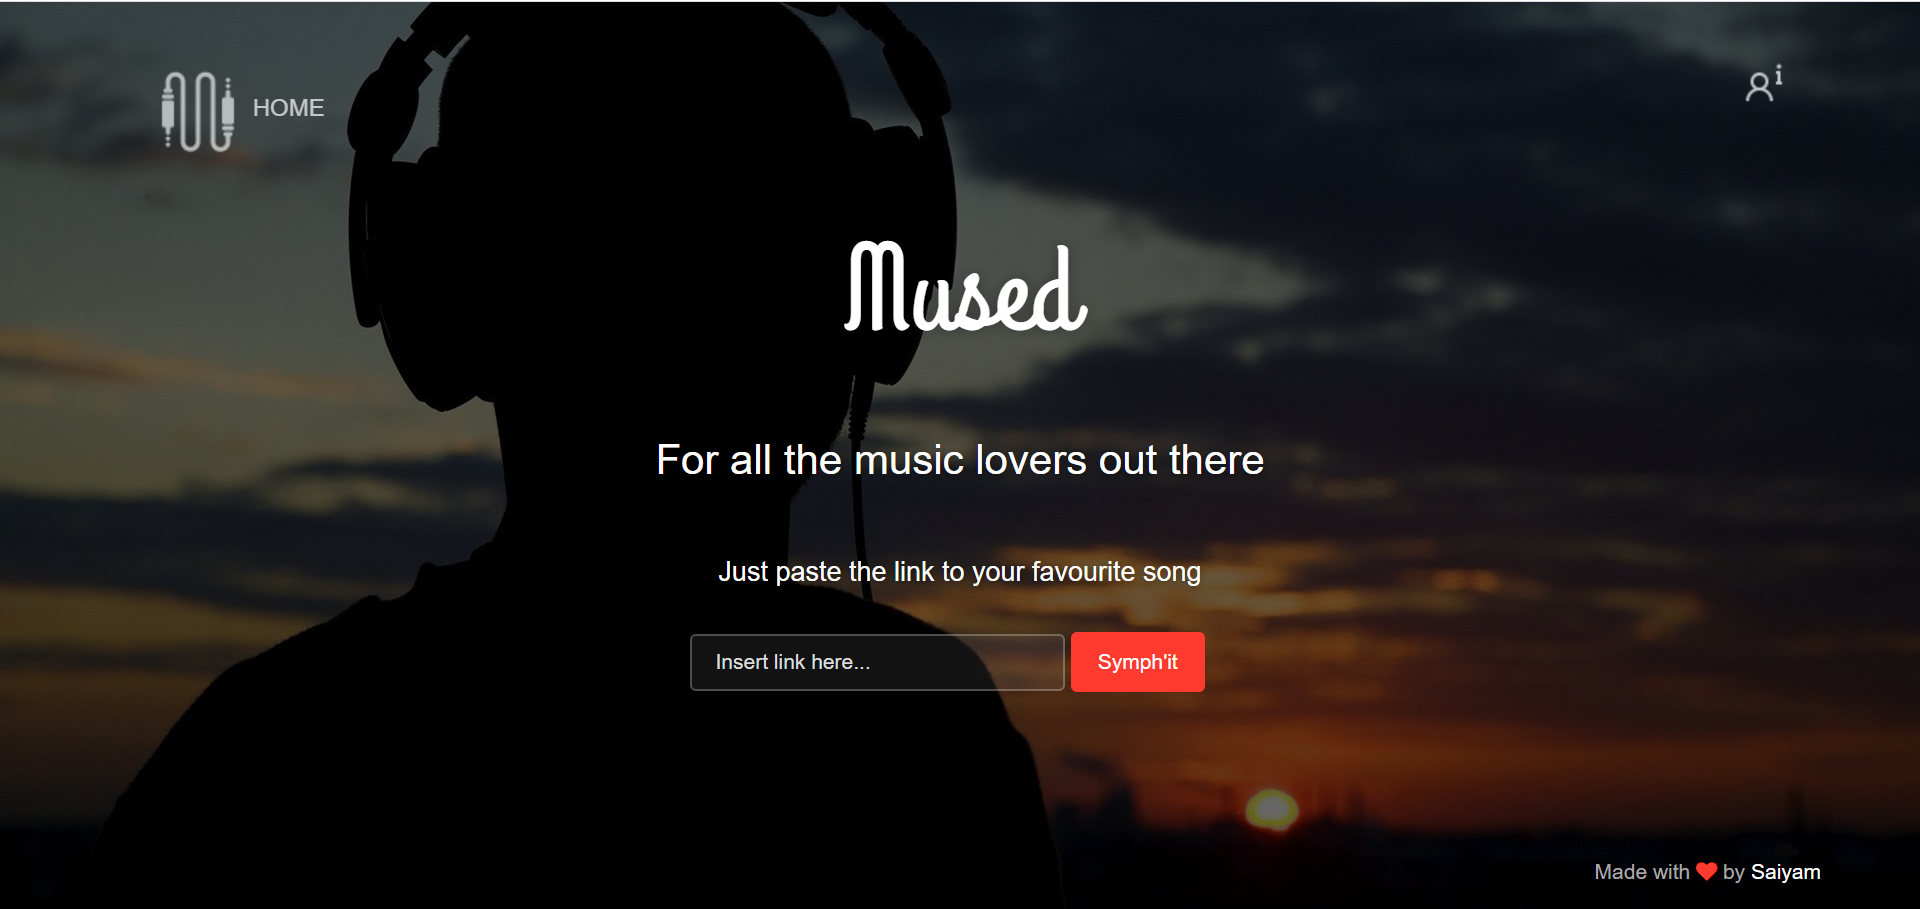 HOME
Mused
For all the music lovers out there
Just paste the link to your favourite song
Insert link here...
Symph'it
Made with ❤ by Saiyam